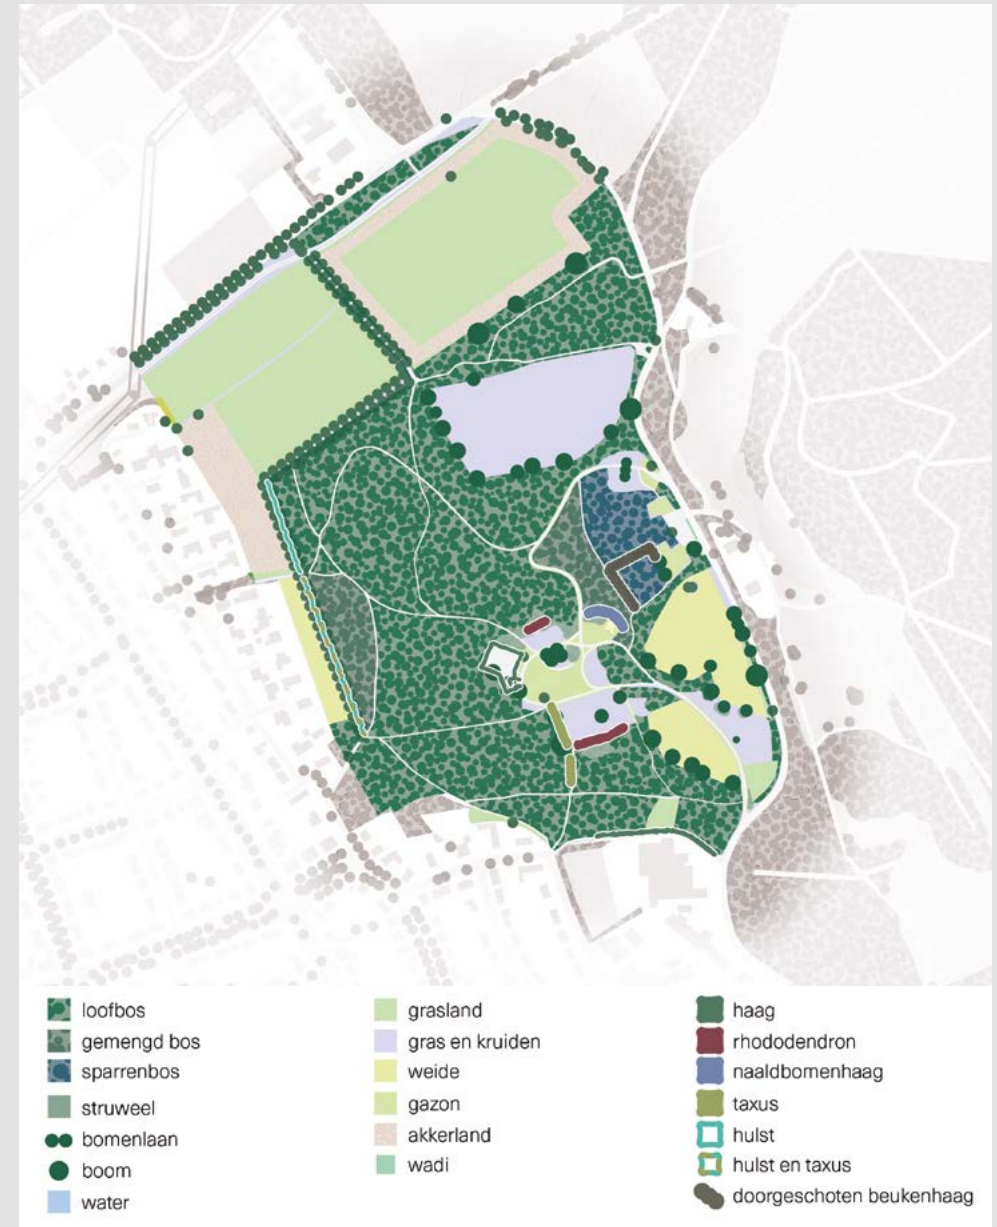 loofbos
gemengd bos
sparrenbos
struweel
bomenlaan
boom
water
grasland
gras en kruiden
weide
gazon
akkerland
wadi
haag
rhododendron
naaldbomenhaag
taxus
hulst
hulst en taxus
doorgeschoten beukenhaag